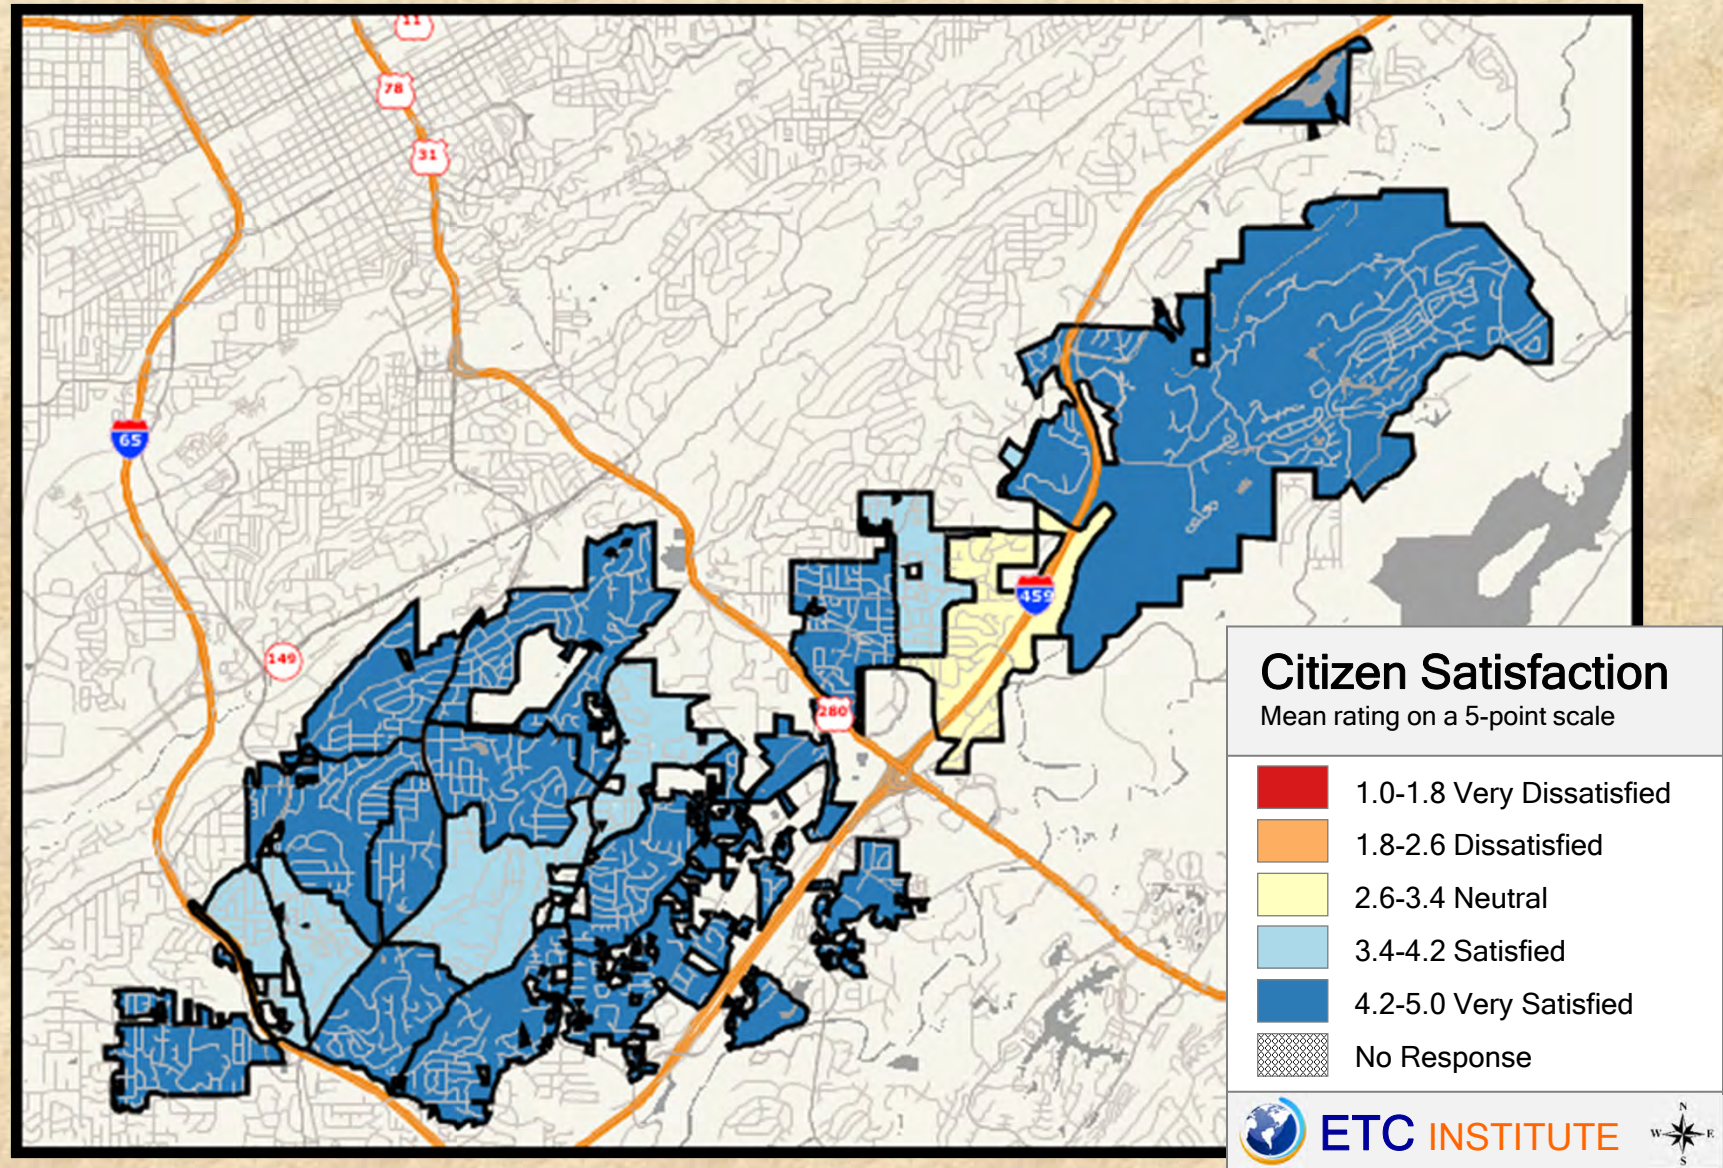 11
78
31
65
149
459
280
Citizen Satisfaction
Mean rating on a 5-point scale
1.0-1.8 Very Dissatisfied
1.8-2.6 Dissatisfied
2.6-3.4 Neutral
3.4-4.2 Satisfied
4.2-5.0 Very Satisfied
No Response
ETC INSTITUTE
N
W E
S